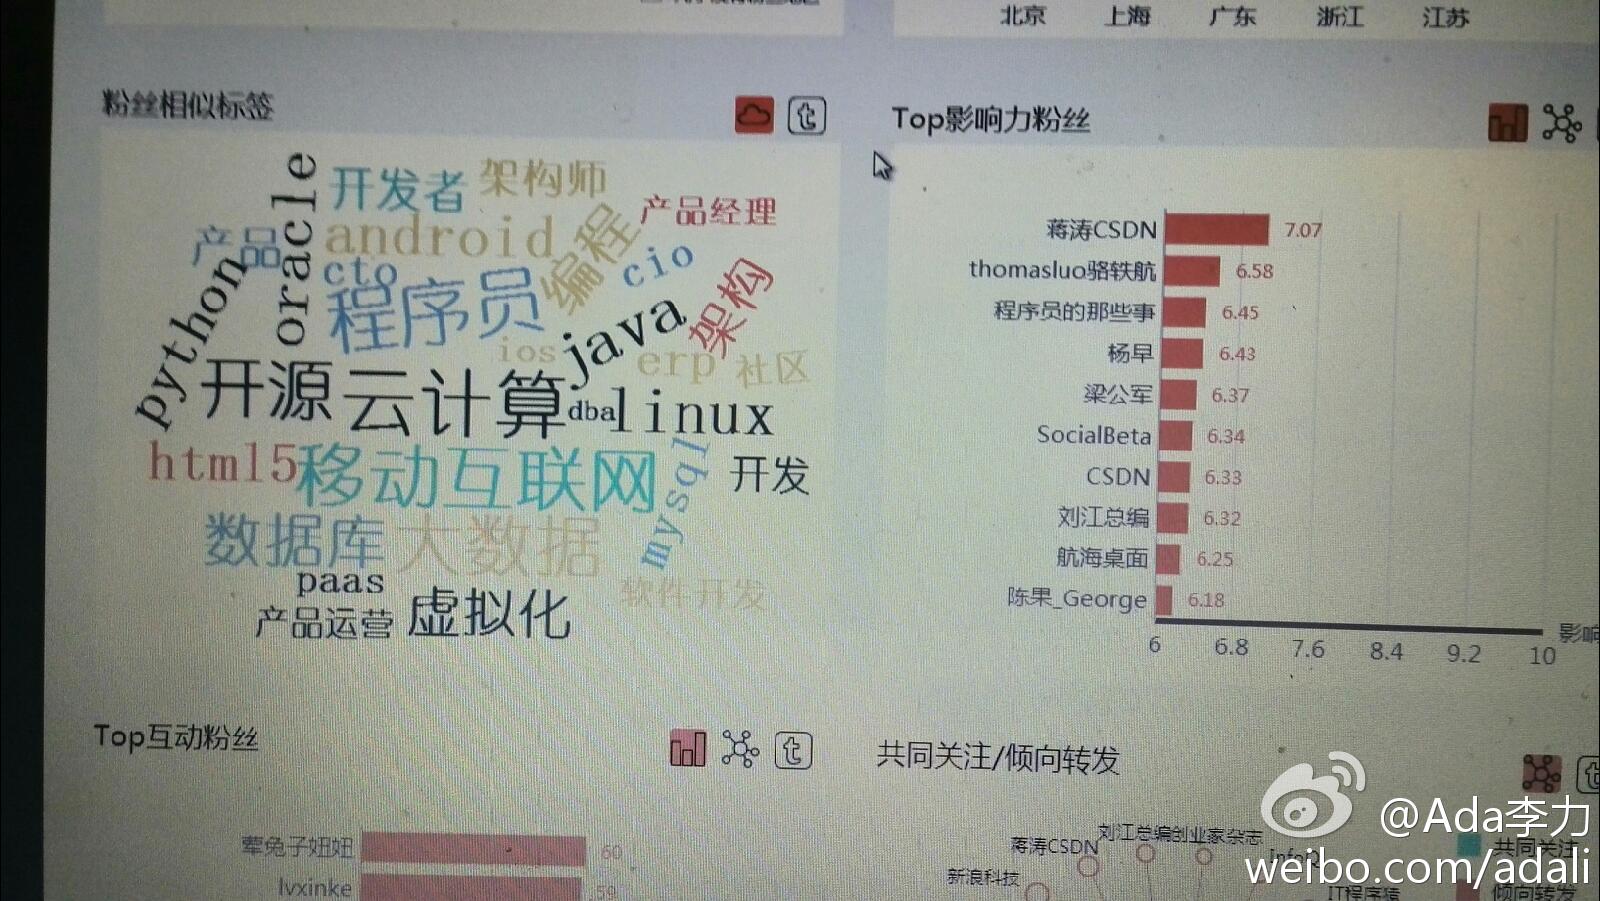 北京 上海 广东 浙江 江苏
粉丝相似标签
oracle
开发者
架构师
产品经理
产品
android
编程
cto
cio
python
程序员
架构
java
ios
erp
社区
开源
云计算
dba
linux
html5
移动互联网
mysql
开发
数据库
大数据
paas
软件开发
产品运营
虚拟化
Top影响力粉丝
蒋涛CSDN 7.07
thomasluo骆轶航 6.58
程序员的那些事 6.45
杨早 6.43
梁公军 6.37
SocialBeta 6.34
CSDN 6.33
刘江总编 6.32
航海桌面 6.25
陈果_George 6.18
影响
6 6.8 7.6 8.4 9.2 10
Top互动粉丝
荤兔子妞妞 60
lvxinke 59
共同关注/倾向转发
蒋涛CSDN
刘江总编
创业家杂志
InfoQ
新浪科技
IT程序猿
共同关注
倾向转发
@Ada李力
weibo.com/adali